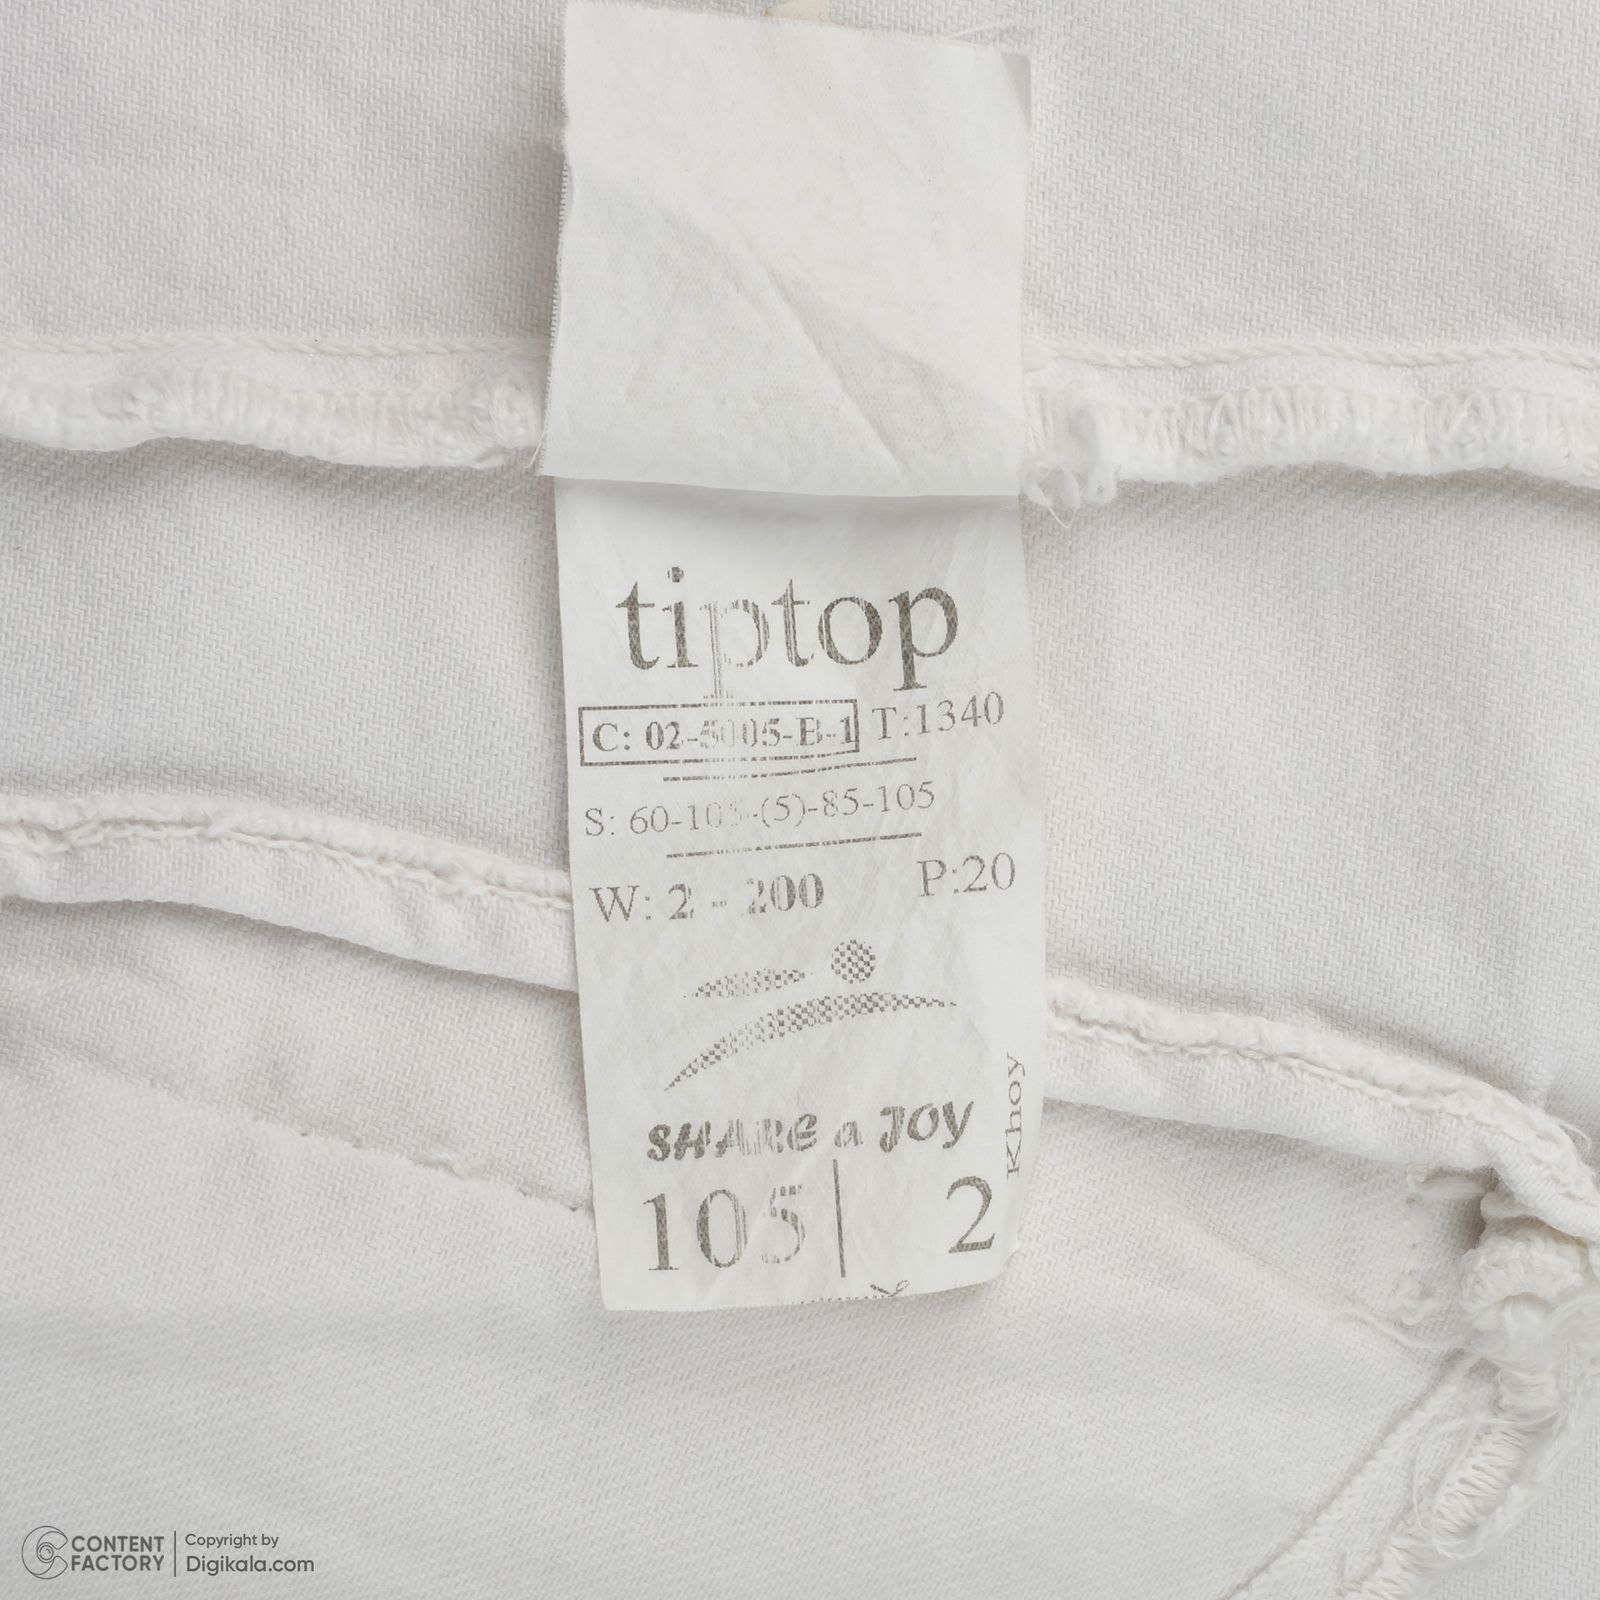 tiptop
C: 02-5005-B-1 T:1340
S: 60-105-(5)-85-105
W: 2 - 200 P:20
SHARE a JOY
Khoy
105 | 2
CONTENT FACTORY
Copyright by
Digikala.com